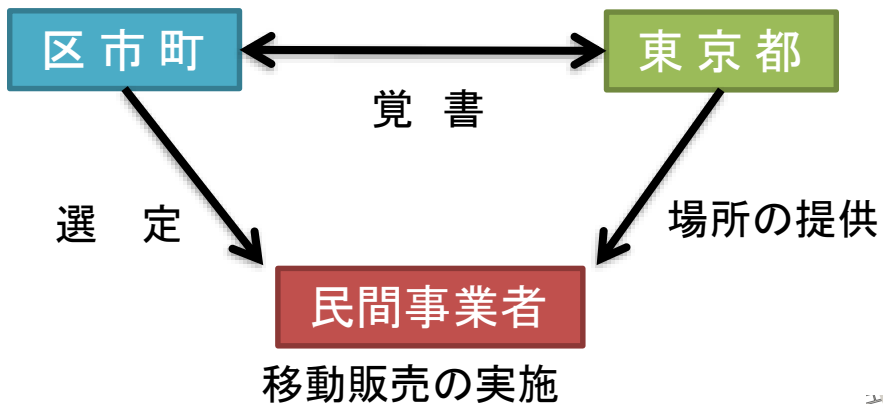 区市町
東京都
覚書
選定
場所の提供
民間事業者
移動販売の実施